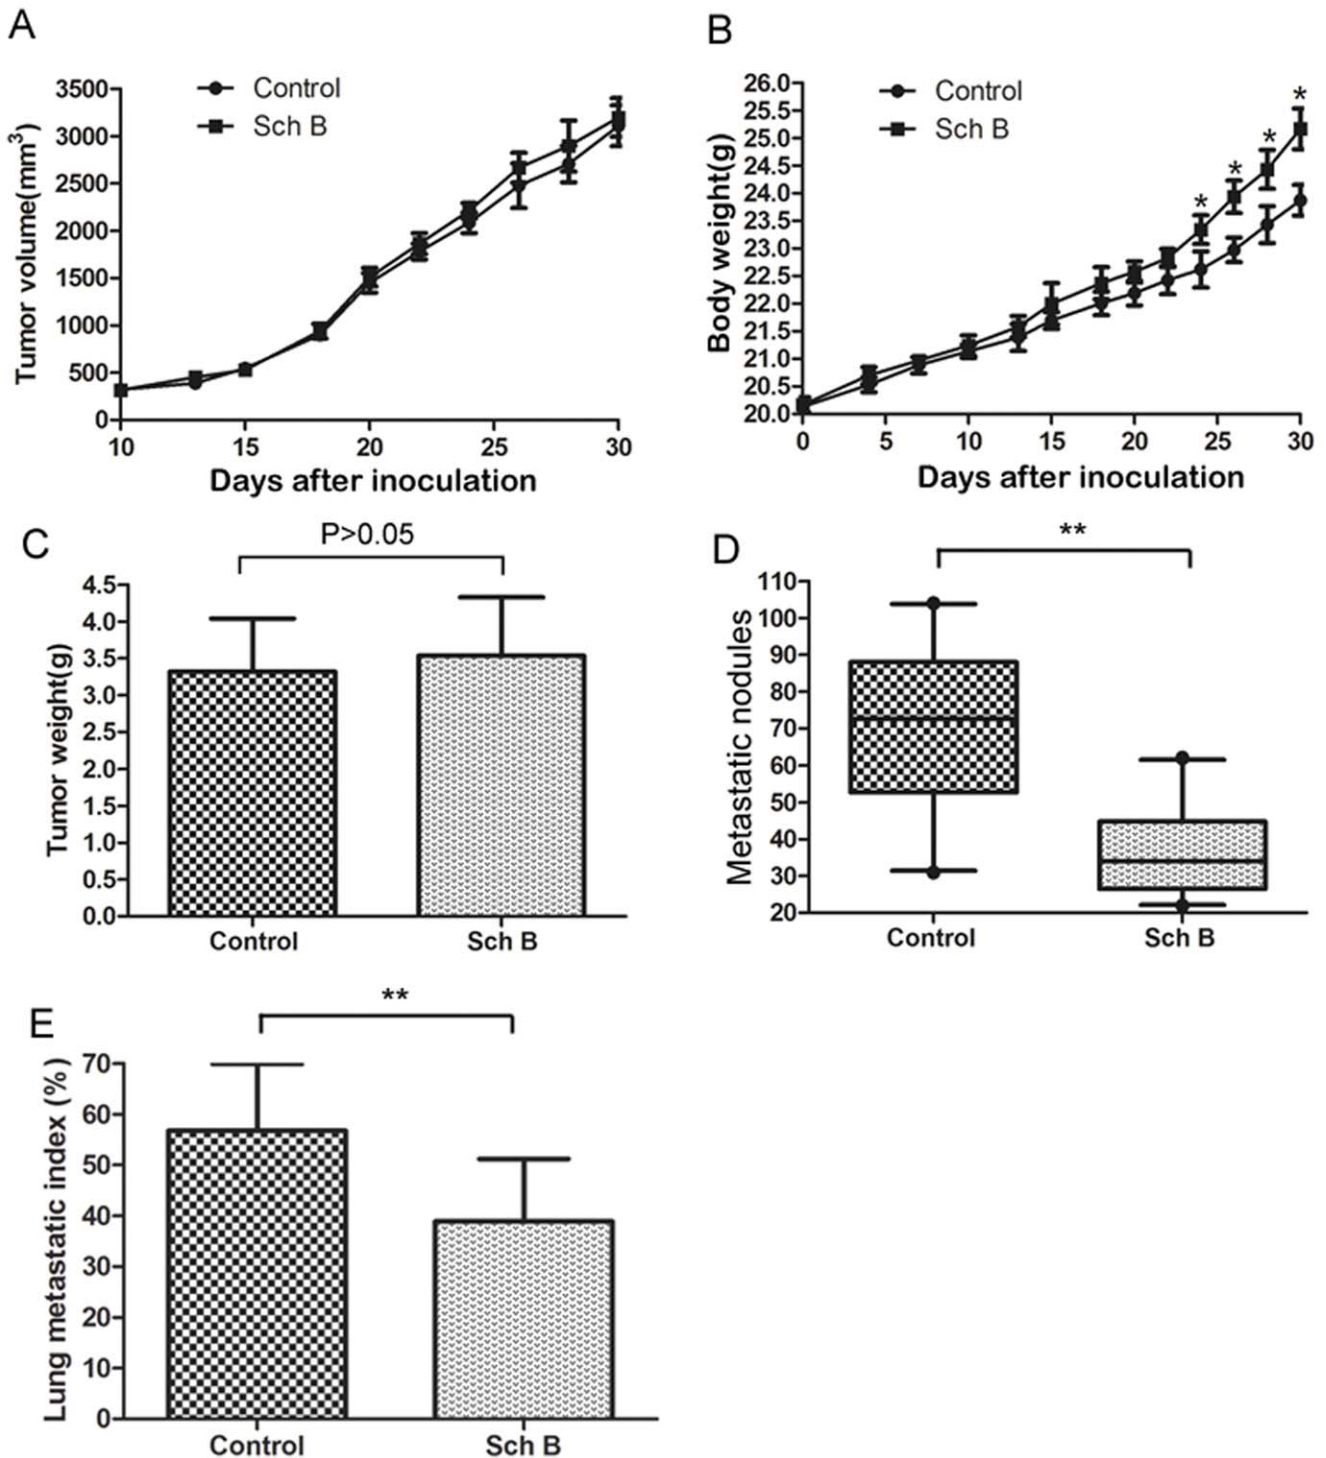 A
Control
Sch B
Tumor volume(mm³)
3500
3000
2500
2000
1500
1000
500
0
10 15 20 25 30
Days after inoculation
B
Control
Sch B
Body weight(g)
26.0
25.5
25.0
24.5
24.0
23.5
23.0
22.5
22.0
21.5
21.0
20.5
20.0
* * * *
0 5 10 15 20 25 30
Days after inoculation
C
P>0.05
Tumor weight(g)
4.5
4.0
3.5
3.0
2.5
2.0
1.5
1.0
0.5
0.0
Control Sch B
D
**
Metastatic nodules
110
100
90
80
70
60
50
40
30
20
Control Sch B
E
**
Lung metastatic index (%)
70
60
50
40
30
20
10
0
Control Sch B